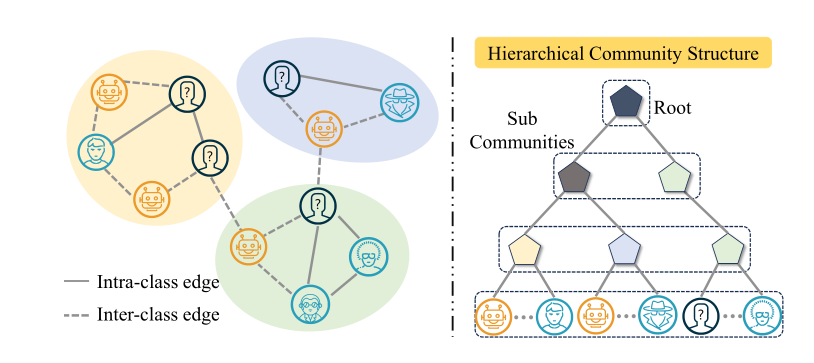 Hierarchical Community Structure
Root
Sub
Communities
?
?
?
?
Intra-class edge
Inter-class edge
?